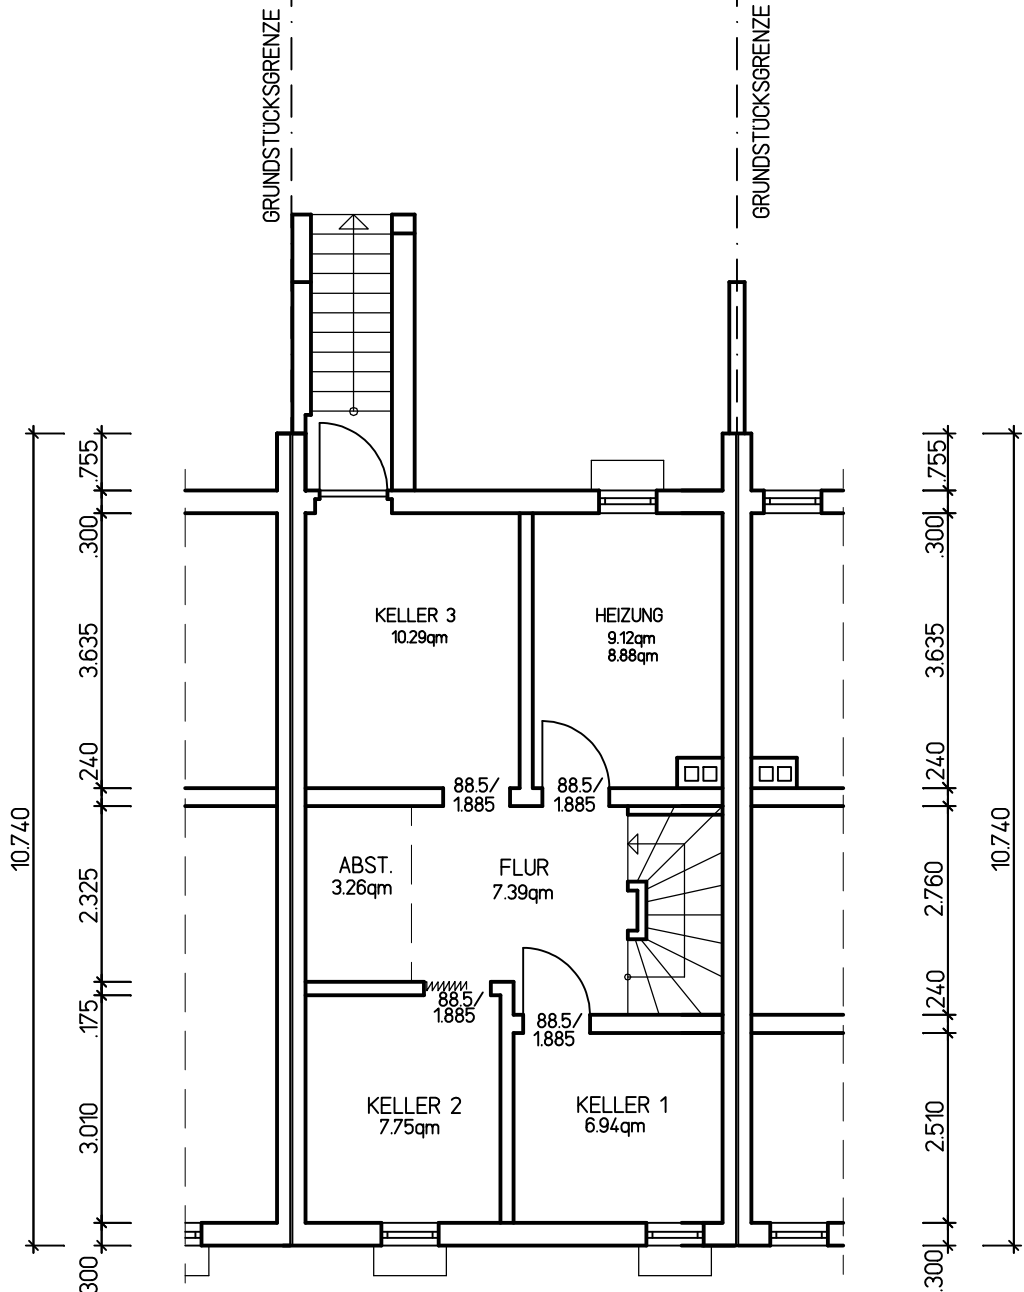 GRUNDSTÜCKSGRENZE
GRUNDSTÜCKSGRENZE
.755
.300
3.635
.240
2.325
.175
3.010
.300
10.740
.755
.300
3.635
.240
2.760
.240
2.510
.300
10.740
KELLER 3
10.29qm
HEIZUNG
9.12qm
8.88qm
88.5/
1.885
88.5/
1.885
ABST.
3.26qm
FLUR
7.39qm
88.5/
1.885
88.5/
1.885
KELLER 2
7.75qm
KELLER 1
6.94qm